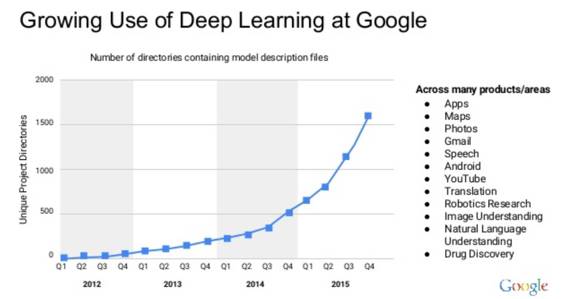 Growing Use of Deep Learning at Google
Number of directories containing model description files
Unique Project Directories
2000
1500
1000
500
0
Q1 Q2 Q3 Q4 Q1 Q2 Q3 Q4 Q1 Q2 Q3 Q4 Q1 Q2 Q3 Q4
2012 2013 2014 2015
Across many products/areas
● Apps
● Maps
● Photos
● Gmail
● Speech
● Android
● YouTube
● Translation
● Robotics Research
● Image Understanding
● Natural Language
Understanding
● Drug Discovery
Google